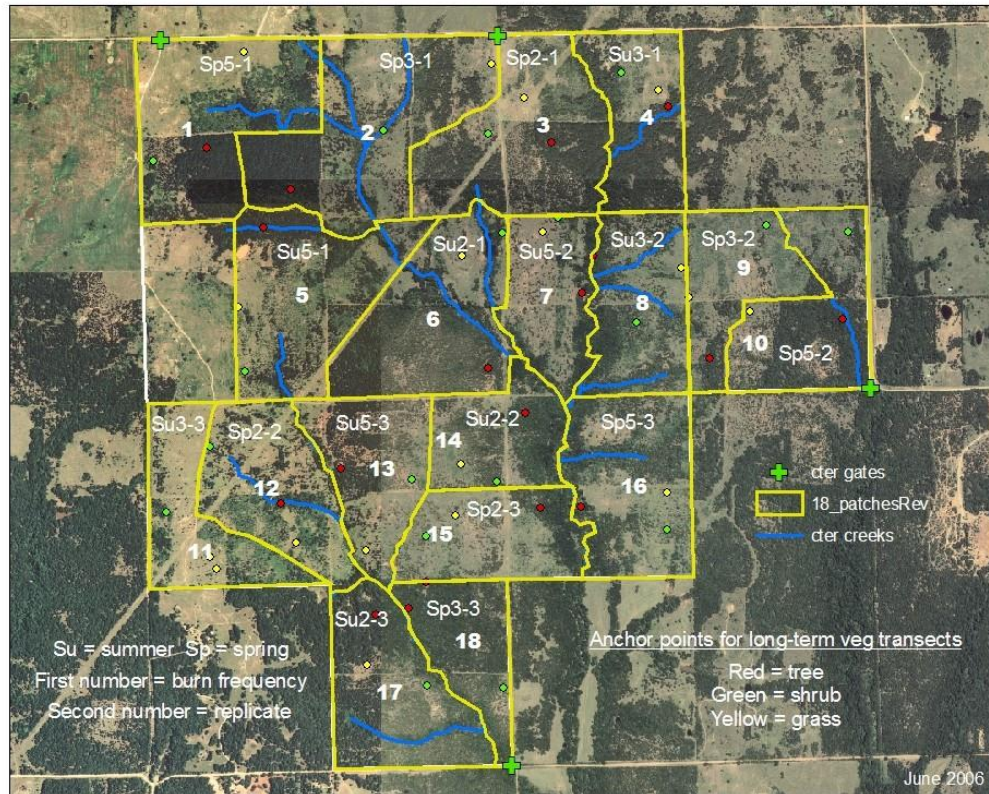 Sp5-1
Sp3-1
Sp2-1
Su3-1
1
2
3
4
Su5-1
Su2-1
Su5-2
Su3-2
Sp3-2
5
6
7
8
9
10
Sp5-2
Su3-3
Sp2-2
Su5-3
Su2-2
Sp5-3
14
13
12
16
Sp2-3
15
11
cter gates
18_patchesRev
cter creeks
Su2-3
Sp3-3
18
17
Su = summer Sp = spring
First number = burn frequency
Second number = replicate
Anchor points for long-term veg transects
Red = tree
Green = shrub
Yellow = grass
June 2006